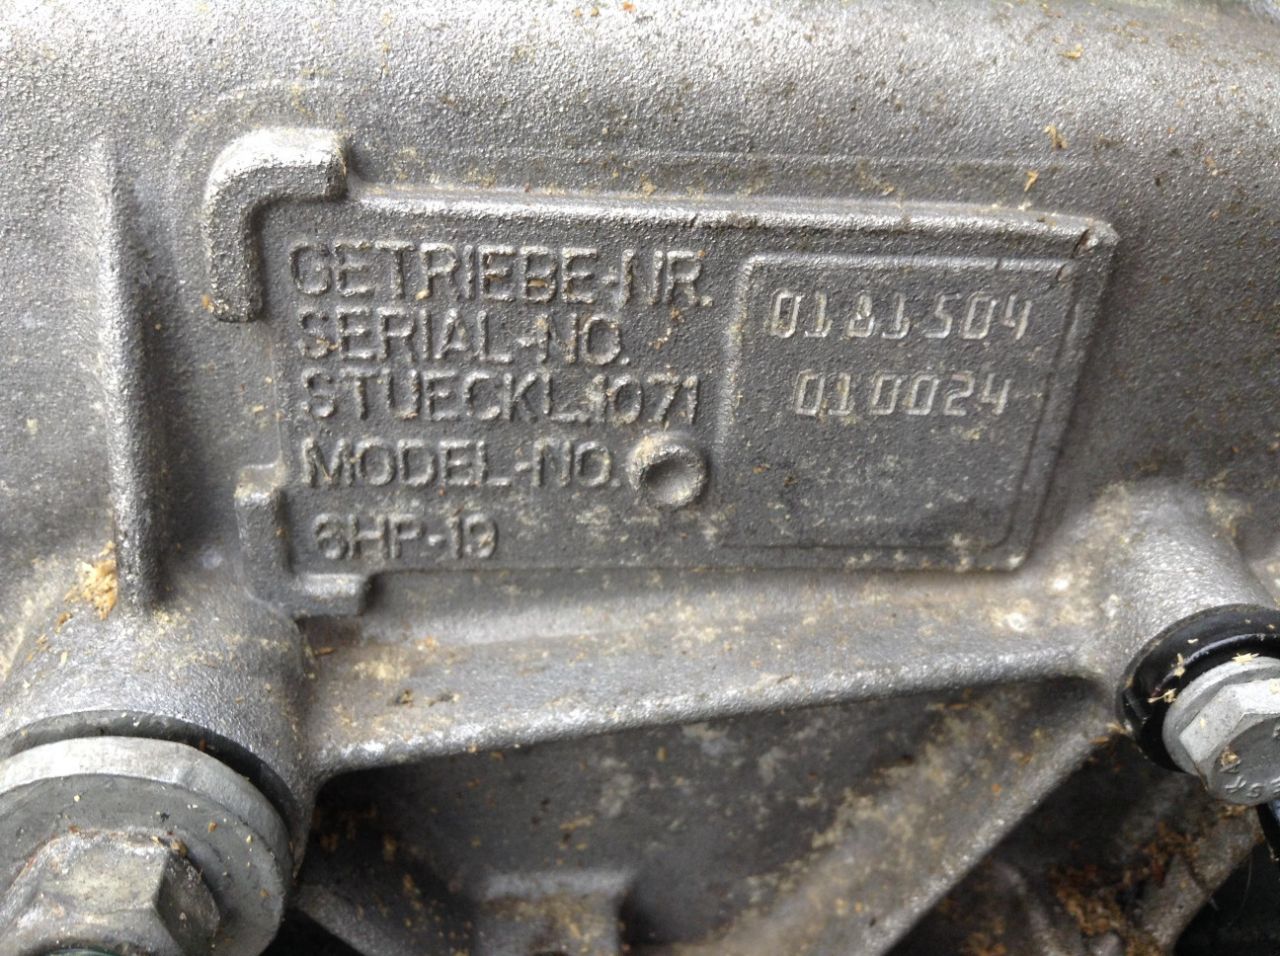 GETRIEBE-NR. 0181504
SERIAL-NO.
STUECKL.1071 010024
MODEL-NO.
6HP-19